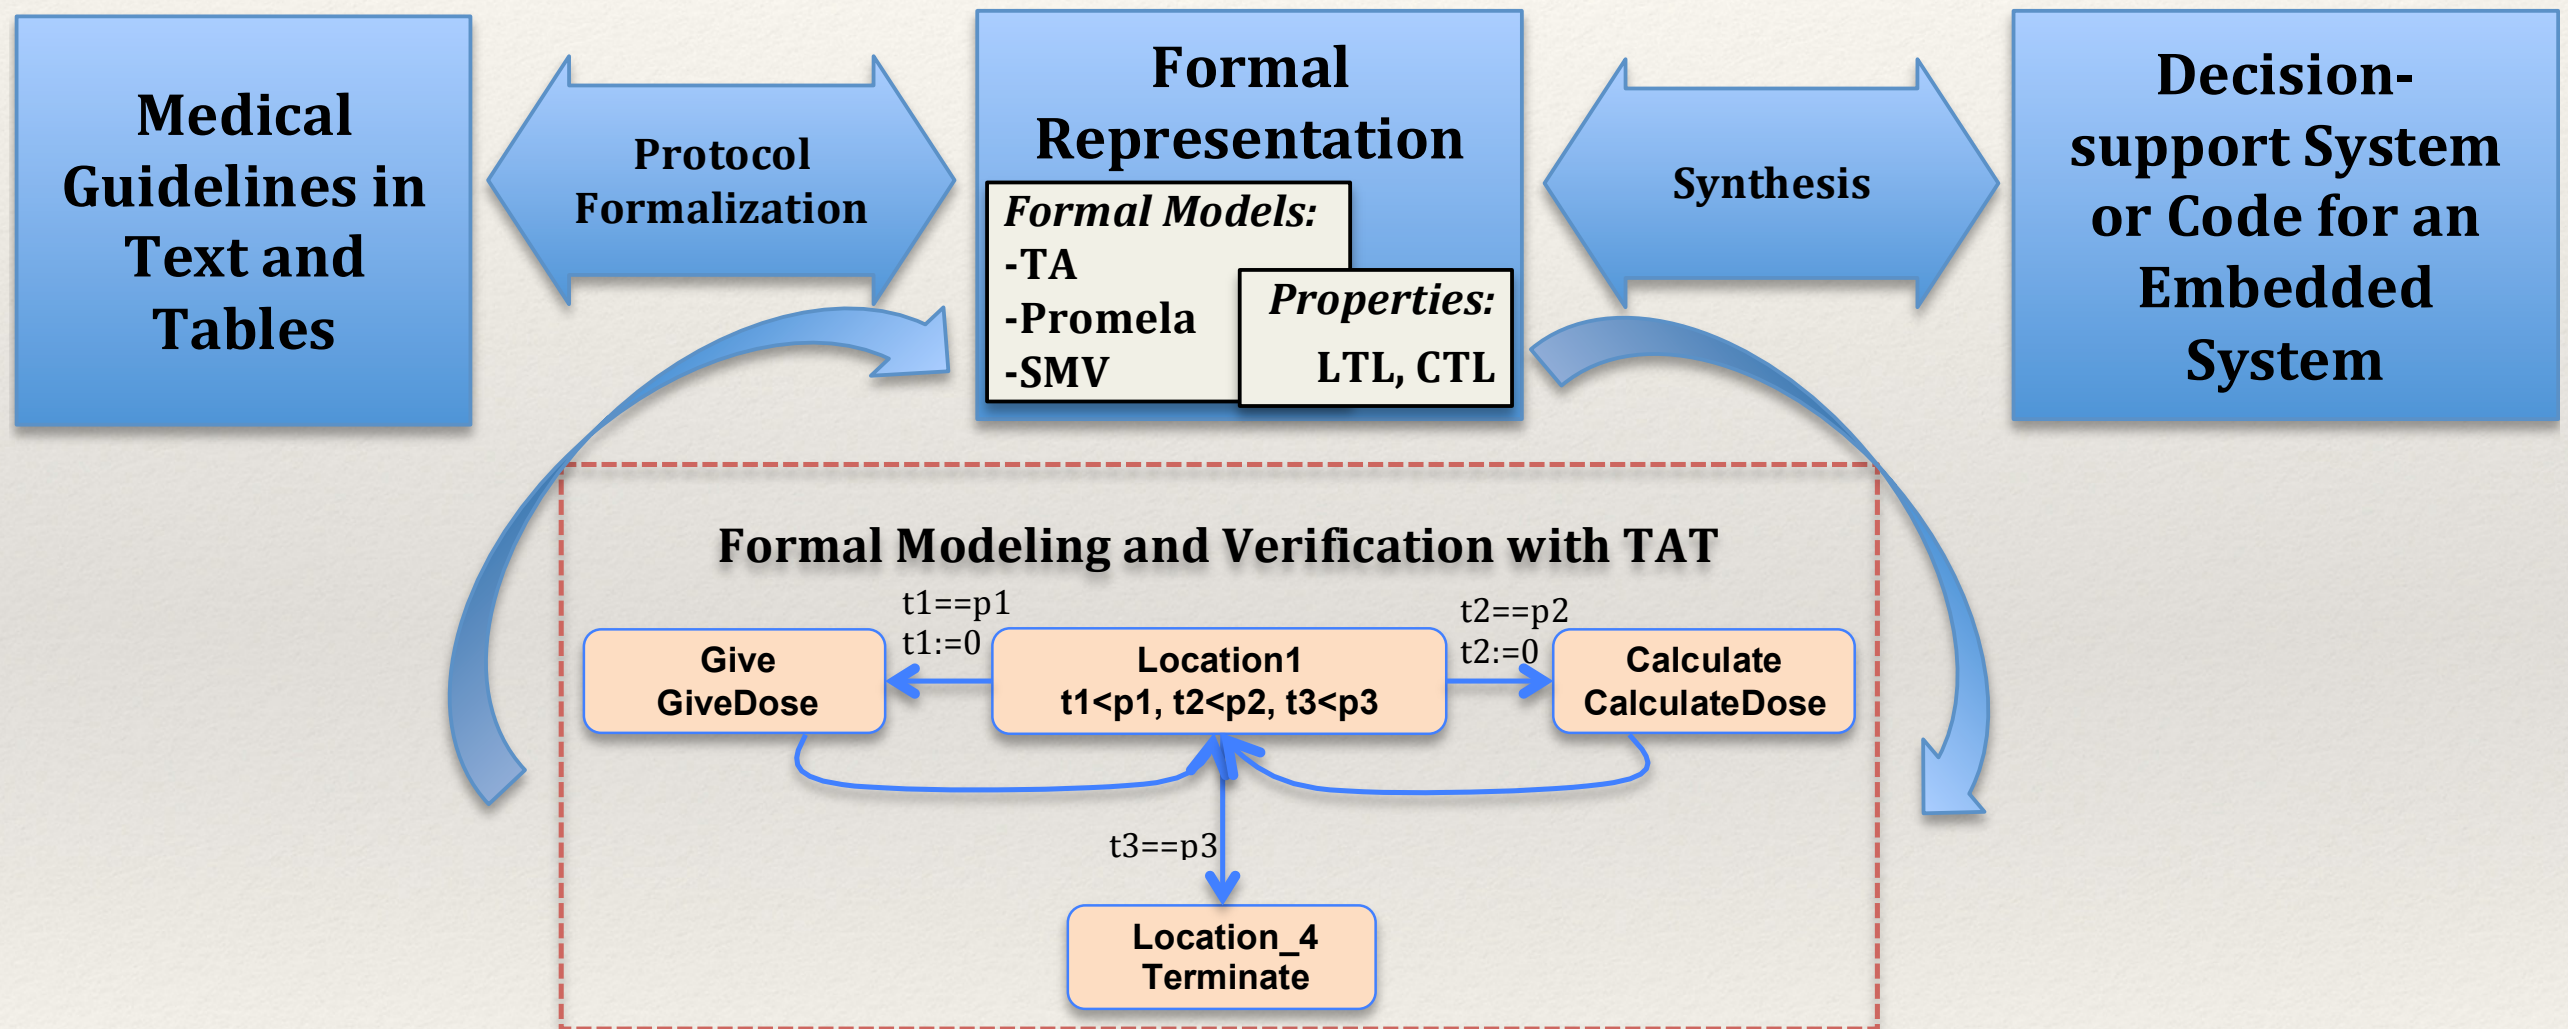 Medical
Guidelines in
Text and
Tables
Protocol
Formalization
Formal
Representation
Formal Models:
-TA
-Promela
-SMV
Properties:
LTL, CTL
Synthesis
Decision-
support System
or Code for an
Embedded
System
Formal Modeling and Verification with TAT
t1==p1
t1:=0
t2==p2
t2:=0
Give
GiveDose
Location1
t1<p1, t2<p2, t3<p3
Calculate
CalculateDose
t3==p3
Location_4
Terminate